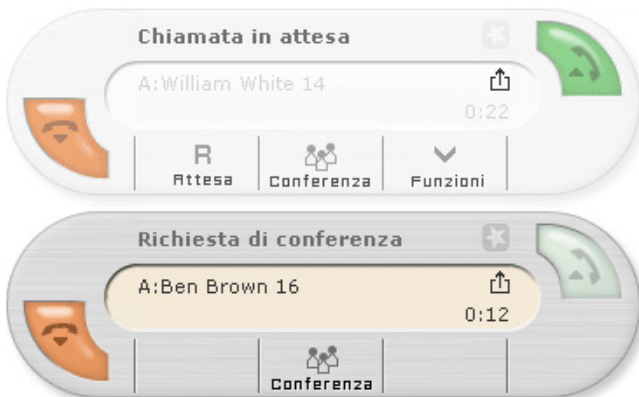 Chiamata in attesa
A:William White 14
0:22
R
Attesa Conferenza Funzioni
Richiesta di conferenza
A:Ben Brown 16
0:12
Conferenza